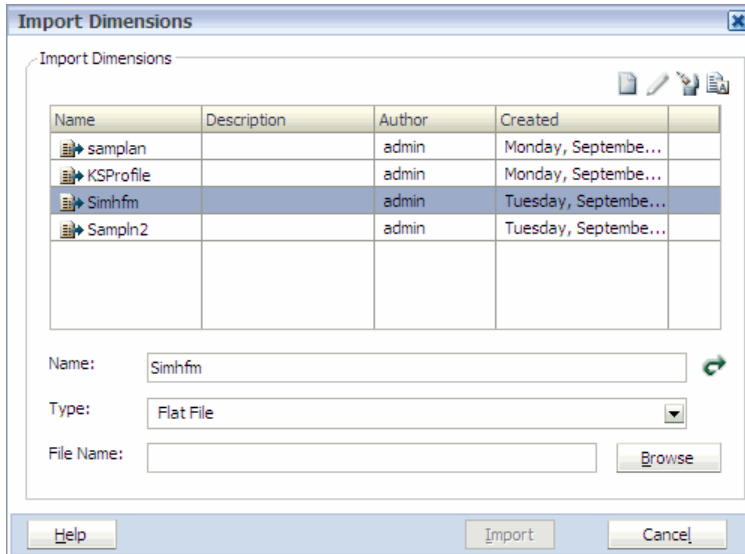 Import Dimensions
Import Dimensions
Name Description Author Created
samplan admin Monday, Septembe...
KSProfile admin Monday, Septembe...
Simhfm admin Tuesday, Septembe...
Sampln2 admin Tuesday, Septembe...
Name: Simhfm
Type: Flat File
File Name: Browse
Help Import Cancel